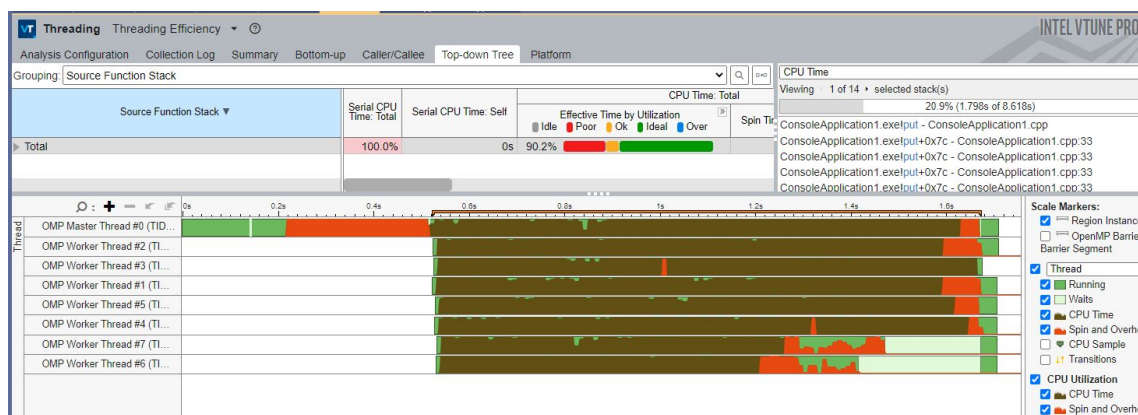 VT Threading Threading Efficiency
INTEL VTUNE PRO
Analysis Configuration Collection Log Summary Bottom-up Caller/Callee Top-down Tree Platform
Grouping: Source Function Stack
CPU Time
Viewing 1 of 14 selected stack(s)
20.9% (1.798s of 8.618s)
Source Function Stack
Serial CPU Time: Total
Serial CPU Time: Self
CPU Time: Total
Effective Time by Utilization
Idle Poor Ok Ideal Over
Spin Tir
Total 100.0% 0s 90.2%
ConsoleApplication1.exe!put - ConsoleApplication1.cpp
ConsoleApplication1.exe!put+0x7c - ConsoleApplication1.cpp:33
ConsoleApplication1.exe!put+0x7c - ConsoleApplication1.cpp:33
ConsoleApplication1.exe!put+0x7c - ConsoleApplication1.cpp:33
ConsoleApplication1.exe!put+0x7c - ConsoleApplication1.cpp:33
0s 0.2s 0.4s 0.6s 0.8s 1s 1.2s 1.4s 1.6s
Thread
OMP Master Thread #0 (TID...
OMP Worker Thread #2 (TI...
OMP Worker Thread #3 (TI...
OMP Worker Thread #1 (TI...
OMP Worker Thread #5 (TI...
OMP Worker Thread #4 (TI...
OMP Worker Thread #7 (TI...
OMP Worker Thread #6 (TI...
Scale Markers:
Region Instanc
OpenMP Barrie
Barrier Segment
Thread
Running
Waits
CPU Time
Spin and Overhe
CPU Sample
Transitions
CPU Utilization
CPU Time
Spin and Overhe